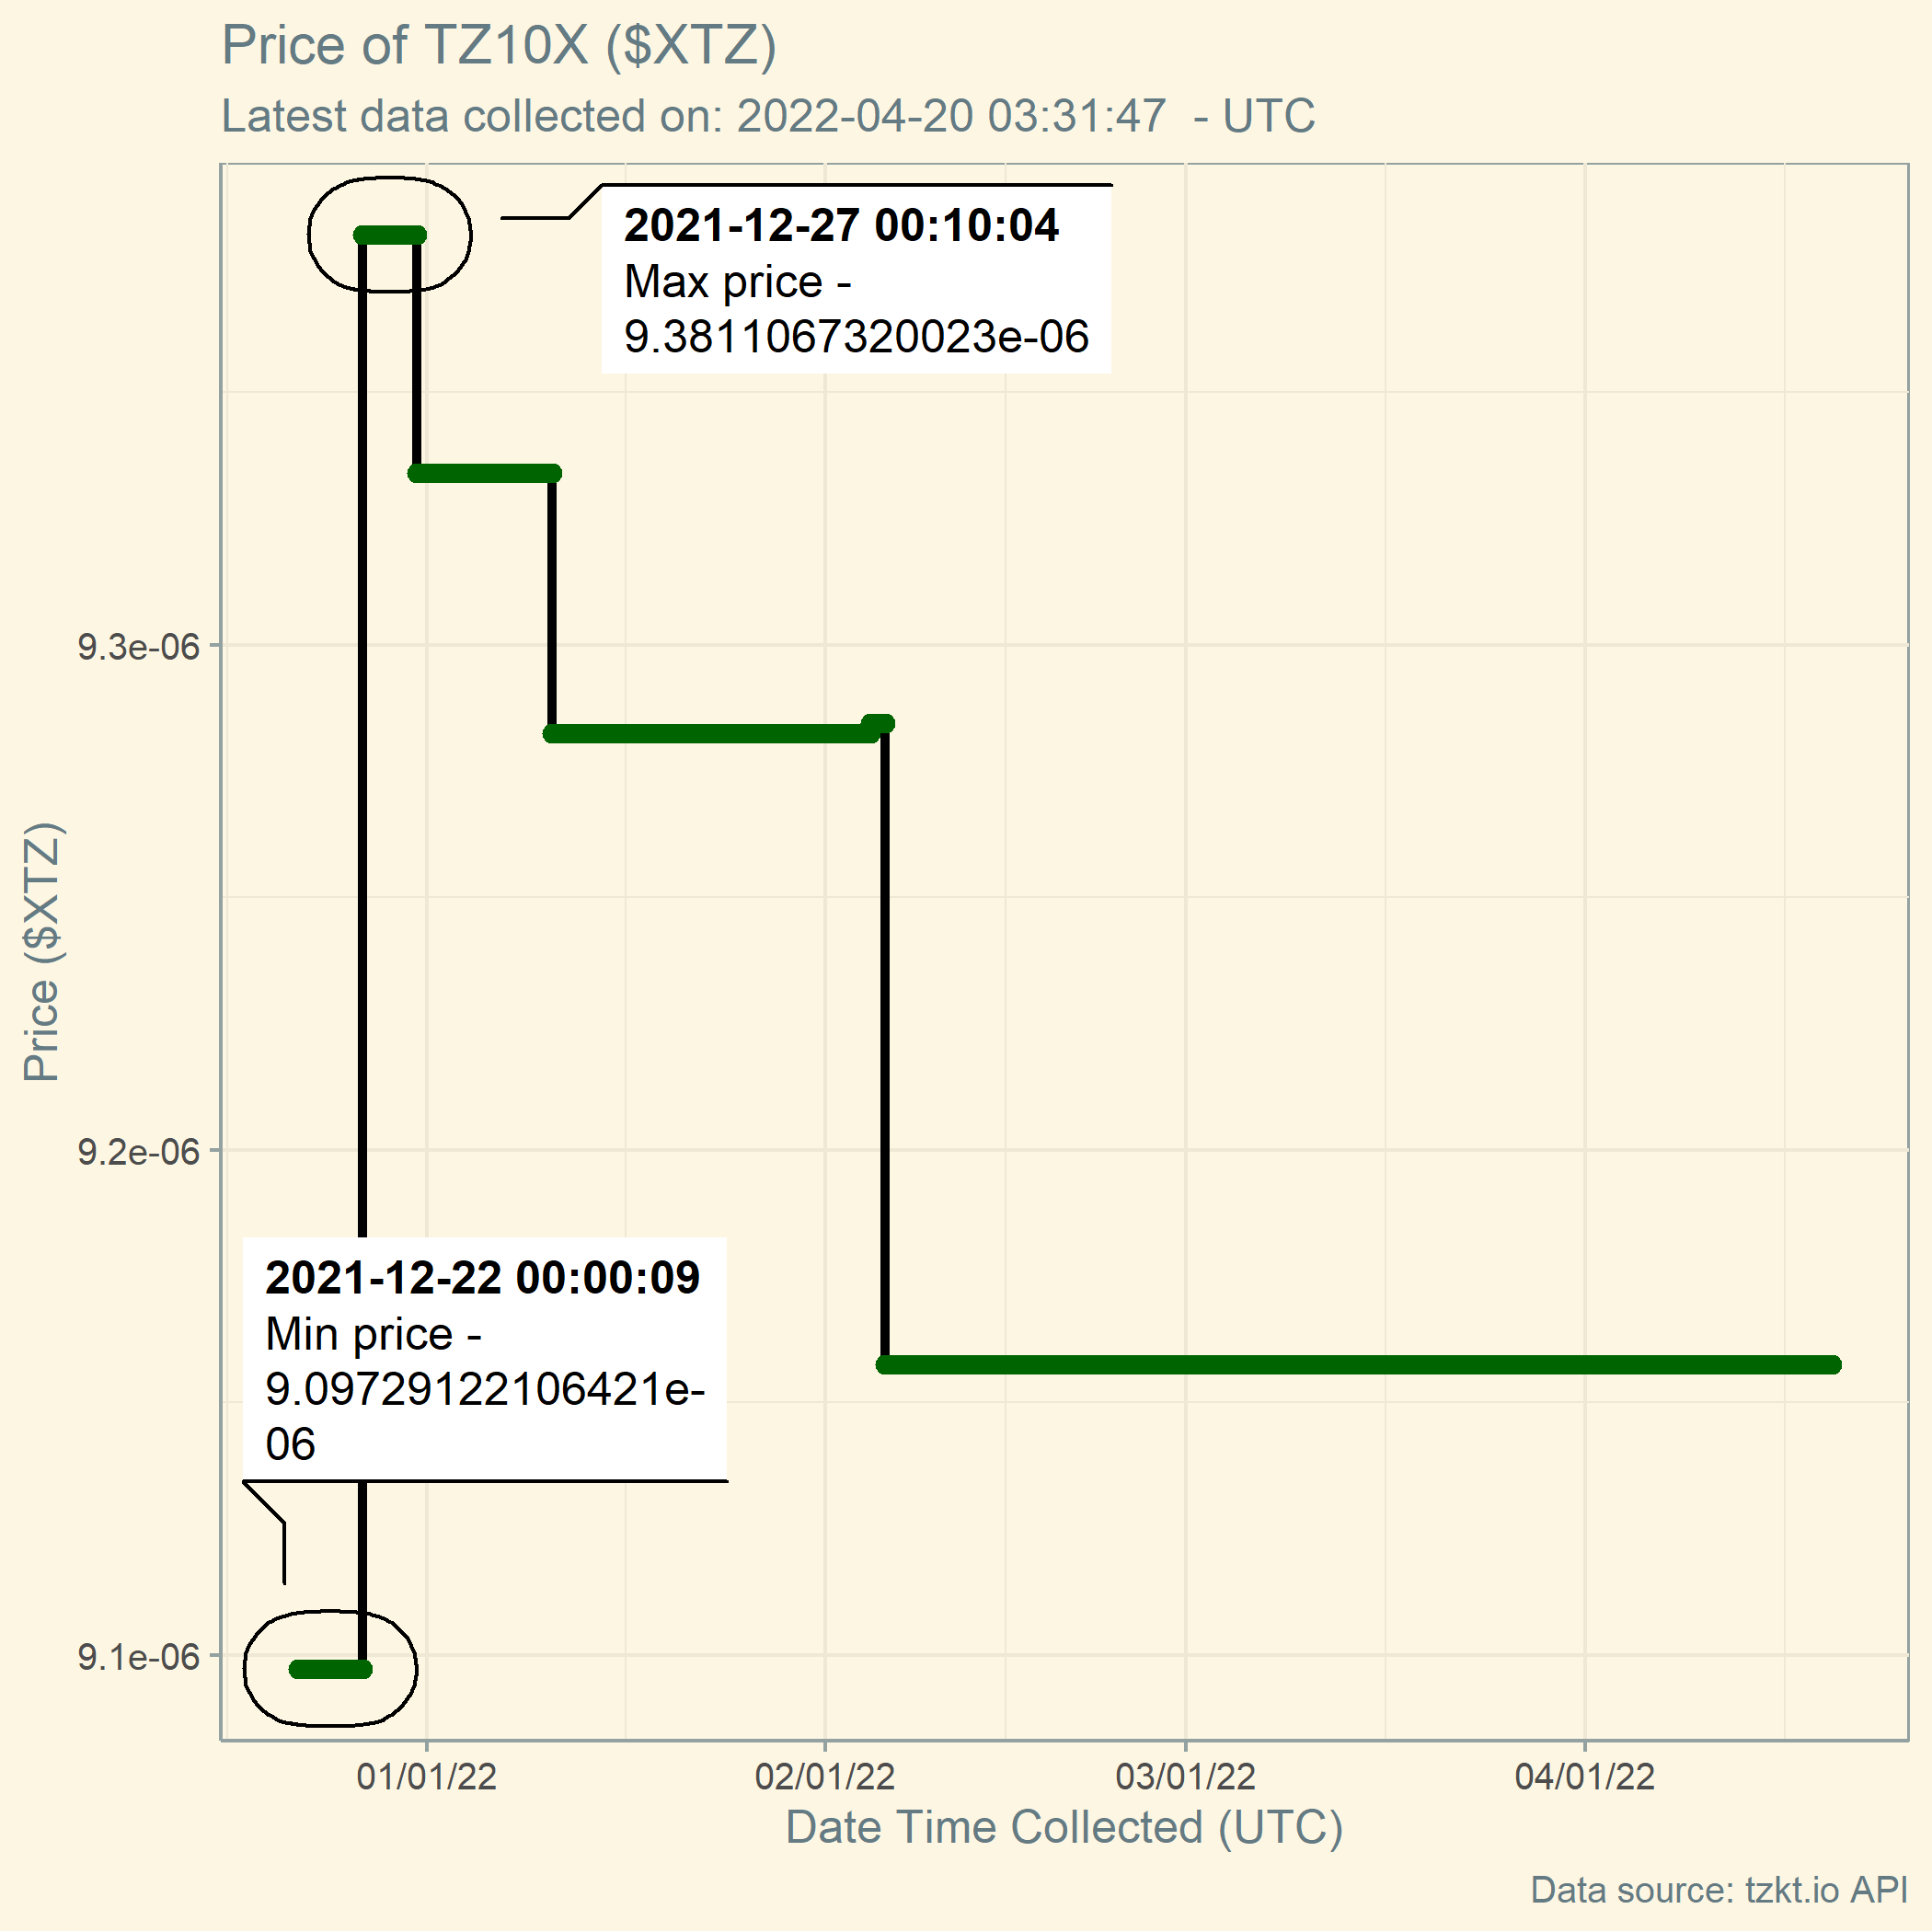 Price of TZ10X ($XTZ)
Latest data collected on: 2022-04-20 03:31:47  - UTC
2021-12-27 00:10:04
Max price -
9.3811067320023e-06
9.3e-06
Price ($XTZ)
9.2e-06
2021-12-22 00:00:09
Min price -
9.09729122106421e-
06
9.1e-06
01/01/22 02/01/22 03/01/22 04/01/22
Date Time Collected (UTC)
Data source: tzkt.io API